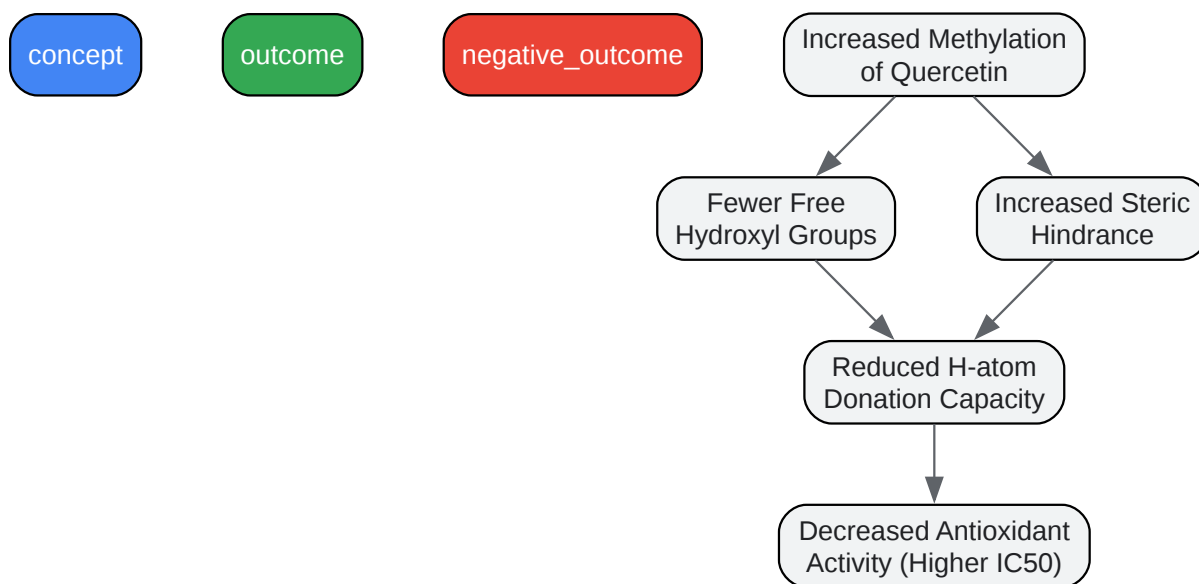 concept
outcome
negative_outcome
Increased Methylation
of Quercetin
Fewer Free
Hydroxyl Groups
Increased Steric
Hindrance
Reduced H-atom
Donation Capacity
Decreased Antioxidant
Activity (Higher IC50)